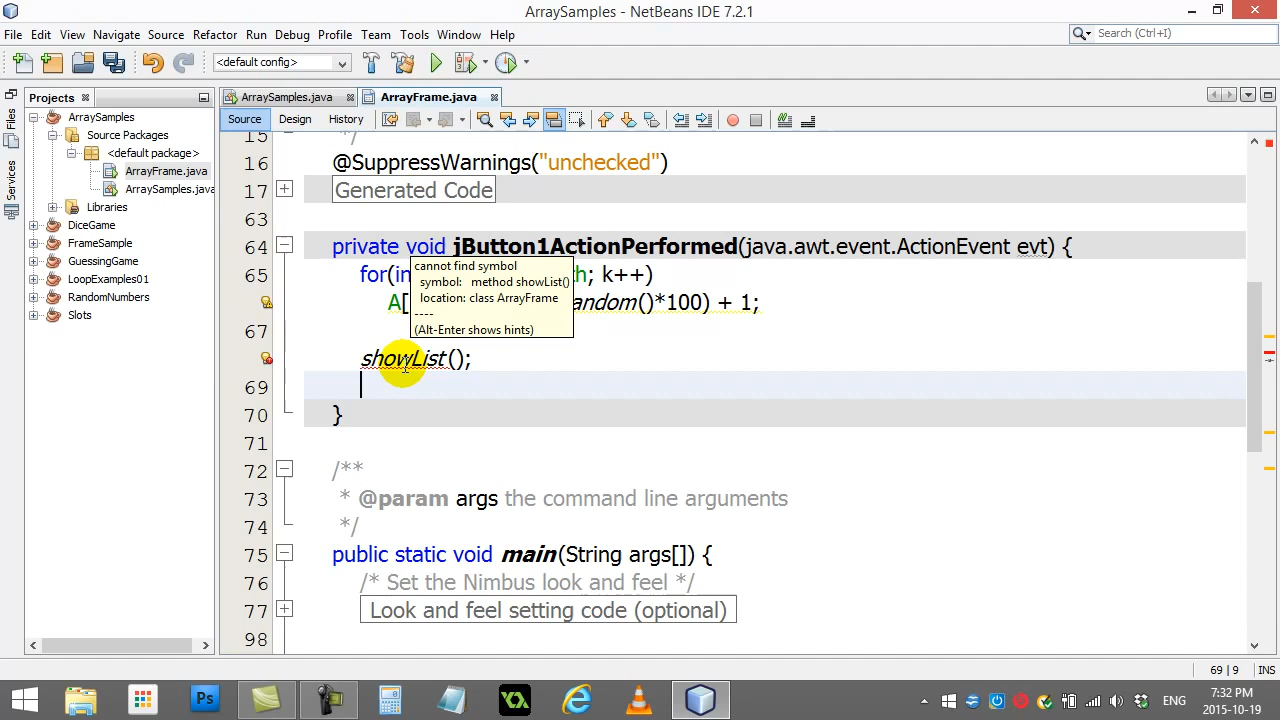 ArraySamples - NetBeans IDE 7.2.1
File Edit View Navigate Source Refactor Run Debug Profile Team Tools Window Help
Search (Ctrl+I)
<default config>
Projects
ArraySamples.java
ArrayFrame.java
Files
Services
ArraySamples
Source Packages
<default package>
ArrayFrame.java
ArraySamples.java
Libraries
DiceGame
FrameSample
GuessingGame
LoopExamples01
RandomNumbers
Slots
Source Design History
15 */
16 @SuppressWarnings("unchecked")
17 Generated Code
63
64 private void jButton1ActionPerformed(java.awt.event.ActionEvent evt) {
65 for(in h; k++)
A[ andom()*100) + 1;
cannot find symbol
symbol: method showList()
location: class ArrayFrame
----
(Alt-Enter shows hints)
67
showList();
69
70 }
71
72 /**
73 * @param args the command line arguments
74 */
75 public static void main(String args[]) {
76 /* Set the Nimbus look and feel */
77 Look and feel setting code (optional)
98
69 | 9 INS
Ps
ENG
7:32 PM
2015-10-19